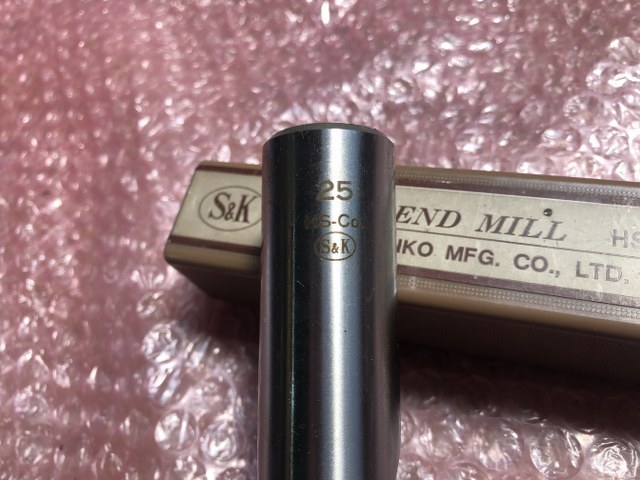 25
HS-Co
S&K
S&K
END MILL HS
NKO MFG. CO., LTD.